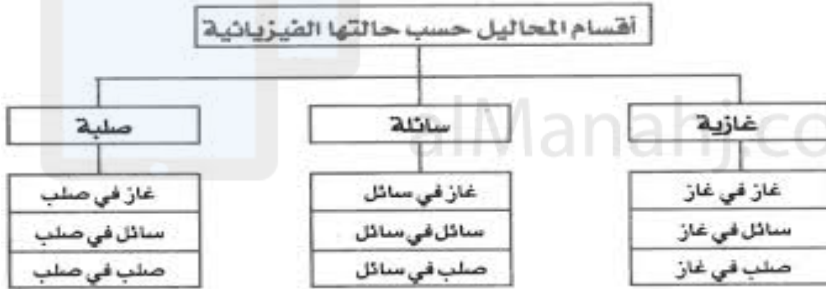 أقسام المحاليل حسب حالتها الفيزيائية
غازية
سائلة
صلبة
غاز في غاز
سائل في غاز
صلب في غاز
غاز في سائل
سائل في سائل
صلب في سائل
غاز في صلب
سائل في صلب
صلب في صلب
alManahj.co